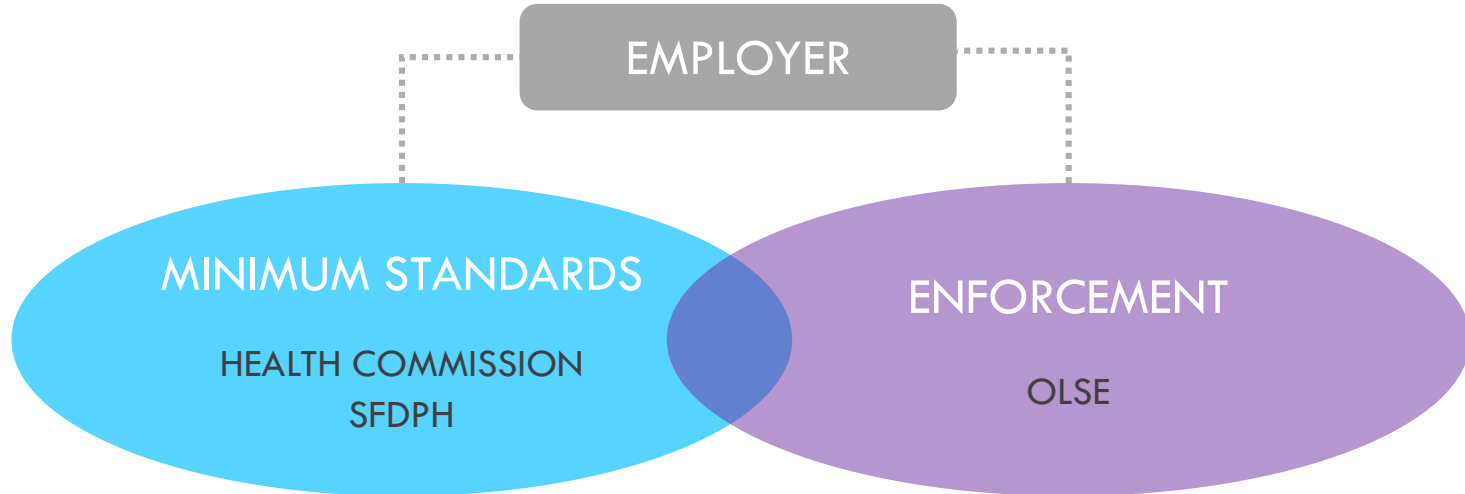 EMPLOYER
MINIMUM STANDARDS
HEALTH COMMISSION
SFDPH
ENFORCEMENT
OLSE